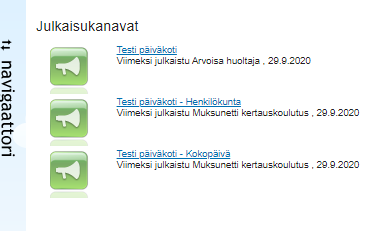 Julkaisukanavat
navigaattori
Testi päiväkoti
Viimeksi julkaistu Arvoisa huoltaja , 29.9.2020
Testi päiväkoti - Henkilökunta
Viimeksi julkaistu Muksunetti kertauskoulutus , 29.9.2020
Testi päiväkoti - Kokopäivä
Viimeksi julkaistu Muksunetti kertauskoulutus , 29.9.2020